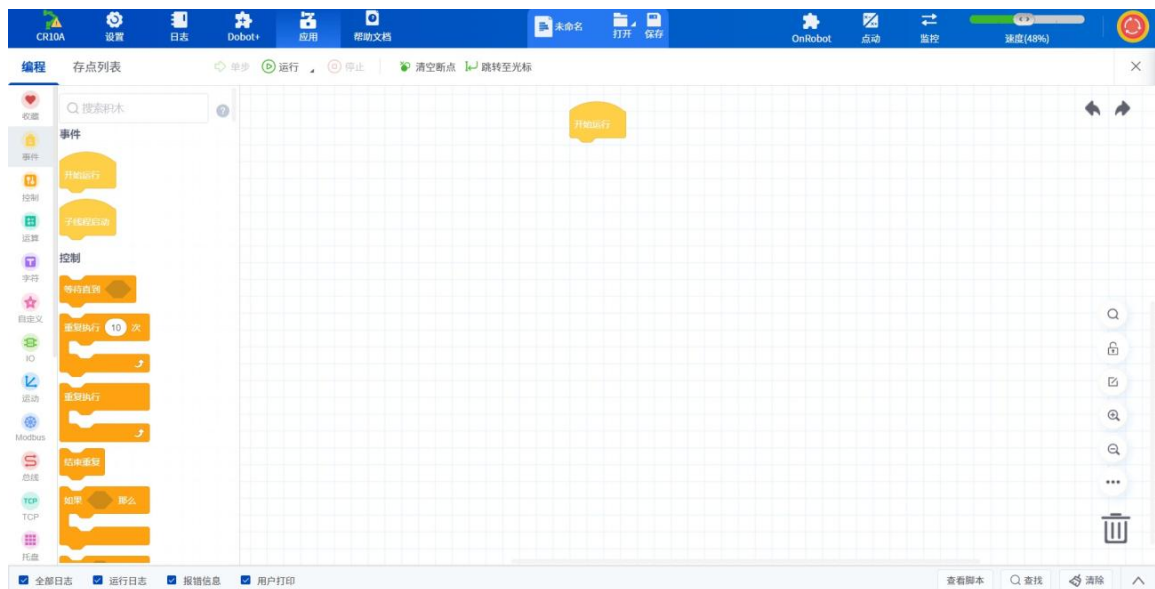 CR10A 设置 日志 Dobot+ 应用 帮助文档 未命名 打开 保存 OnRobot 点动 监控 速度(48%)
编程 存点列表 单步 运行 停止 清空断点 跳转至光标
收藏
事件
控制
运算
字符
自定义
IO
运动
Modbus
总线
TCP
TCP
托盘
搜索积木
事件
开始运行
子线程启动
控制
等待直到
重复执行 10 次
重复执行
结束重复
如果 那么
开始运行
全部日志 运行日志 报错信息 用户打印 查看脚本 查找 清除